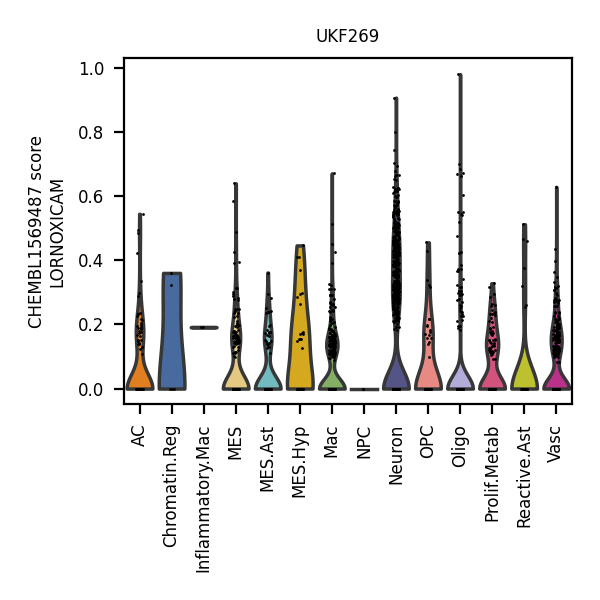 UKF269
CHEMBL1569487 score
LORNOXICAM
1.0
0.8
0.6
0.4
0.2
0.0
AC
Chromatin.Reg
Inflammatory.Mac
MES
MES.Ast
MES.Hyp
Mac
NPC
Neuron
OPC
Oligo
Prolif.Metab
Reactive.Ast
Vasc